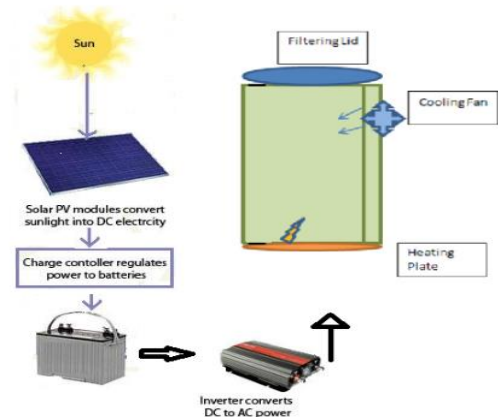 Sun
Solar PV modules convert
sunlight into DC electrcity
Charge contoller regulates
power to batteries
Inverter converts
DC to AC power
Filtering Lid
Cooling Fan
Heating
Plate